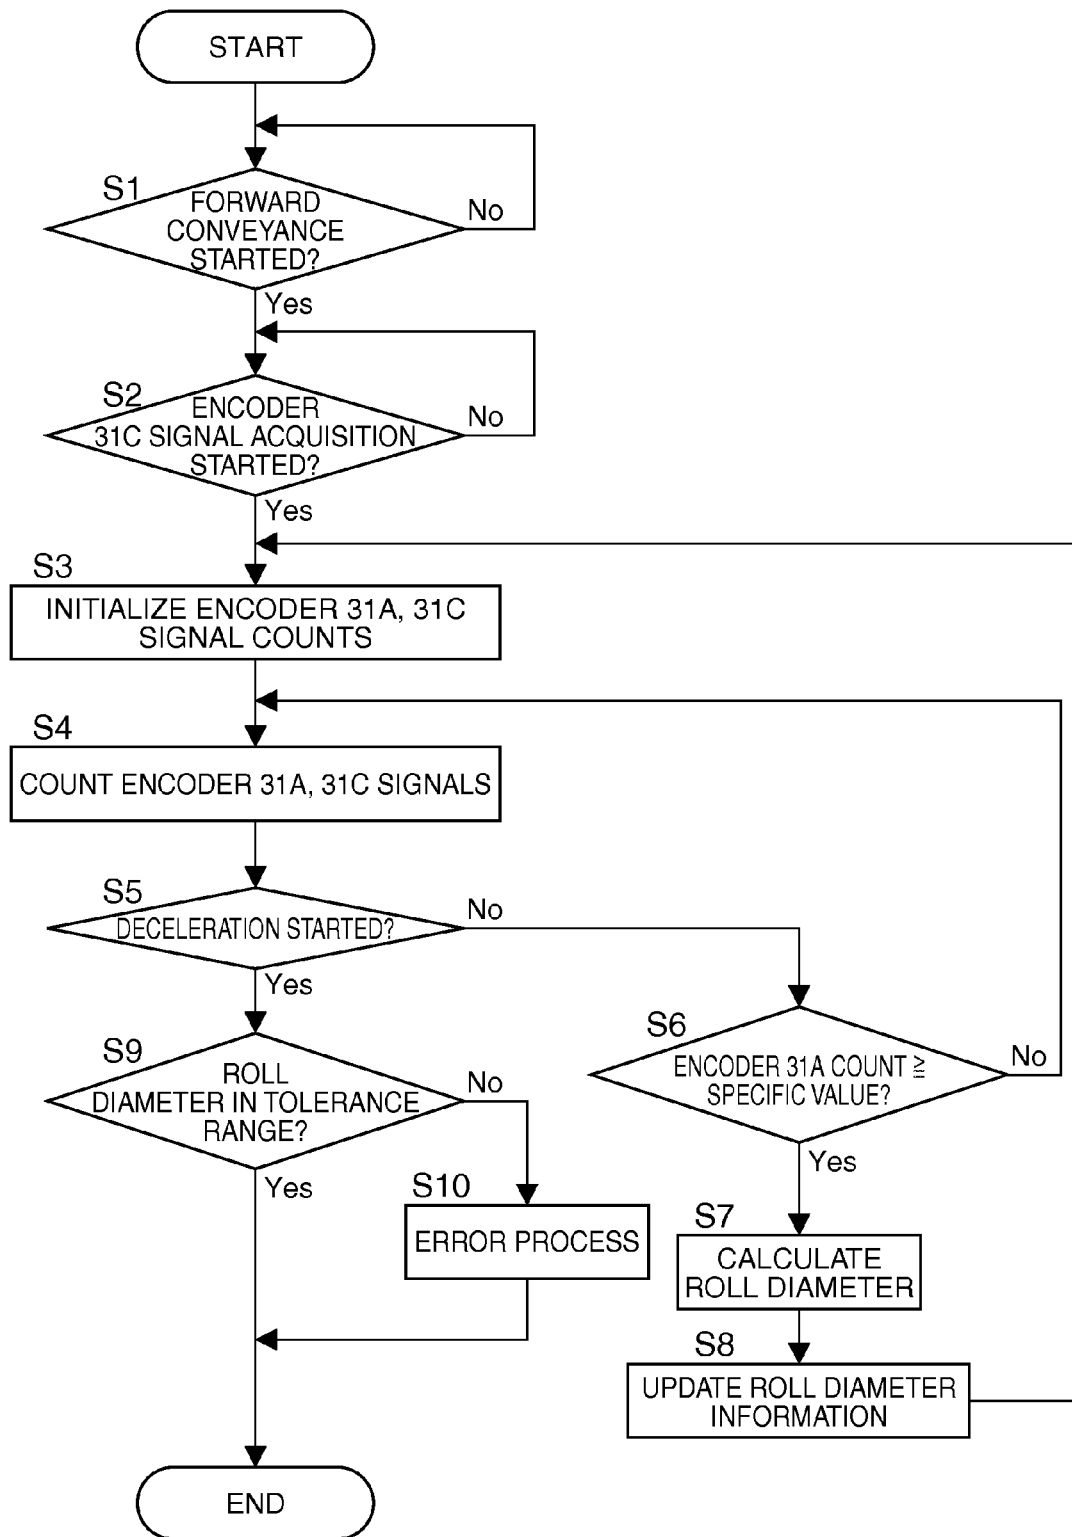 START
S1
FORWARD
CONVEYANCE
STARTED?
No
Yes
S2
ENCODER
31C SIGNAL ACQUISITION
STARTED?
No
Yes
S3
INITIALIZE ENCODER 31A, 31C
SIGNAL COUNTS
S4
COUNT ENCODER 31A, 31C SIGNALS
S5
DECELERATION STARTED?
No
Yes
S6
ENCODER 31A COUNT ≧
SPECIFIC VALUE?
No
Yes
S9
ROLL
DIAMETER IN TOLERANCE
RANGE?
No
Yes
S10
ERROR PROCESS
S7
CALCULATE
ROLL DIAMETER
S8
UPDATE ROLL DIAMETER
INFORMATION
END